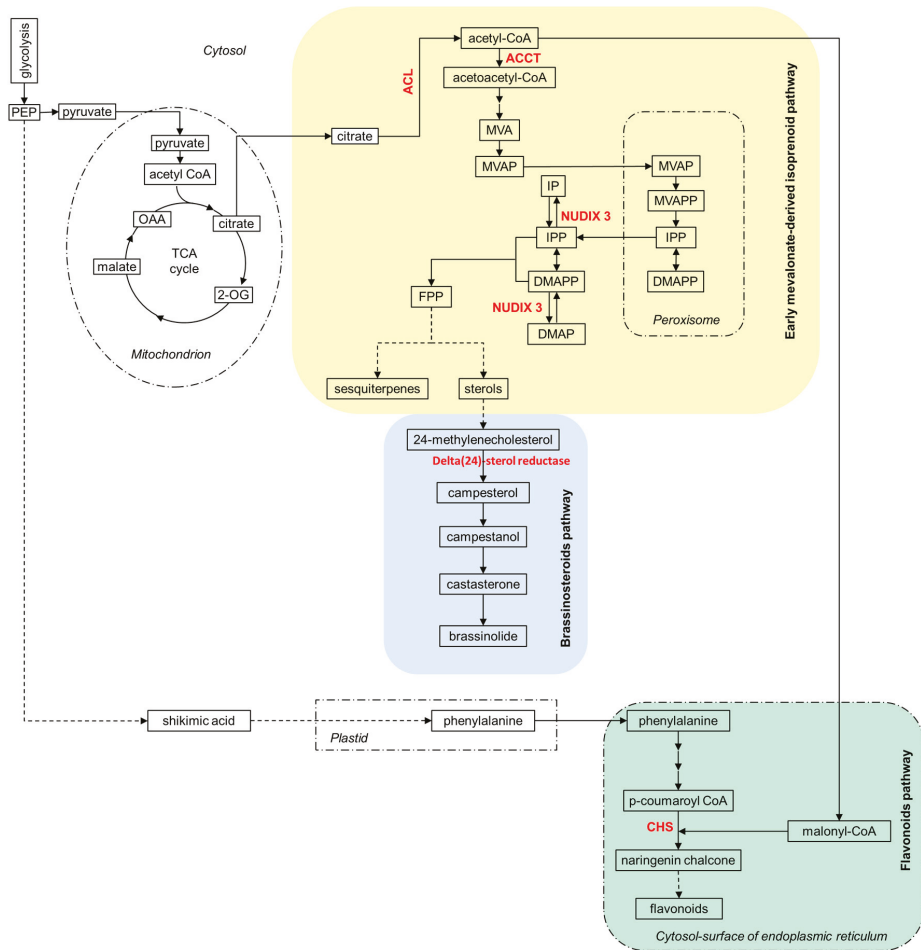 glycolysis
Cytosol
PEP
pyruvate
pyruvate
acetyl CoA
OAA
citrate
TCA
cycle
malate
2-OG
Mitochondrion
citrate
ACL
acetyl-CoA
ACCT
acetoacetyl-CoA
MVA
MVAP
MVAP
MVAPP
IPP
DMAPP
Peroxisome
IP
NUDIX 3
IPP
DMAPP
NUDIX 3
DMAP
FPP
sesquiterpenes
sterols
Early mevalonate-derived isoprenoid pathway
24-methylenecholesterol
Delta(24)-sterol reductase
campesterol
campestanol
castasterone
brassinolide
Brassinosteroids pathway
shikimic acid
phenylalanine
Plastid
phenylalanine
p-coumaroyl CoA
CHS
malonyl-CoA
naringenin chalcone
flavonoids
Cytosol-surface of endoplasmic reticulum
Flavonoids pathway